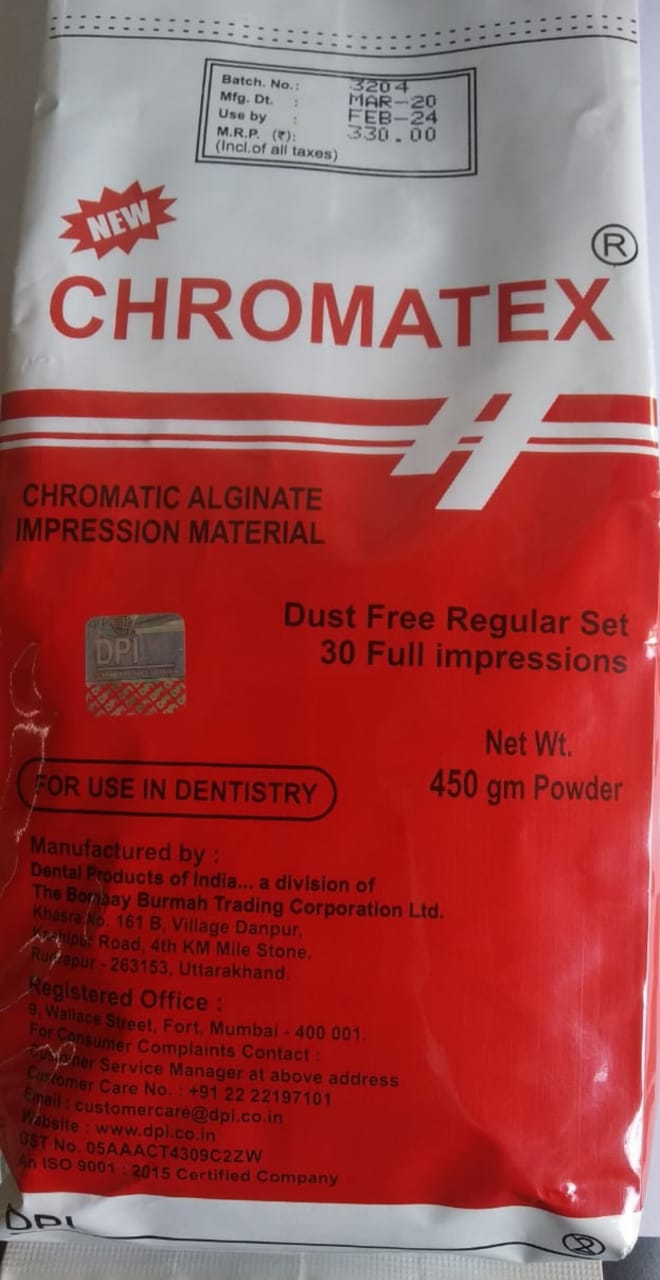 Batch. No.: 3204
Mfg. Dt. : MAR-20
Use by : FEB-24
M.R.P. (₹): 330.00
(Incl.of all taxes)
NEW
CHROMATEX ®
CHROMATIC ALGINATE
IMPRESSION MATERIAL
Dust Free Regular Set
30 Full impressions
DPI
Net Wt.
450 gm Powder
FOR USE IN DENTISTRY
Manufactured by :
Dental Products of India... a division of
The Bombay Burmah Trading Corporation Ltd.
Khasra No. 161 B, Village Danpur,
Kashipur Road, 4th KM Mile Stone,
Rudrapur - 263153, Uttarakhand.
Registered Office :
9, Wallace Street, Fort, Mumbai - 400 001.
For Consumer Complaints Contact :
Customer Service Manager at above address
Customer Care No. : +91 22 22197101
Email : customercare@dpi.co.in
Website : www.dpi.co.in
GST No. 05AAACT4309C2ZW
An ISO 9001 : 2015 Certified Company
DPI